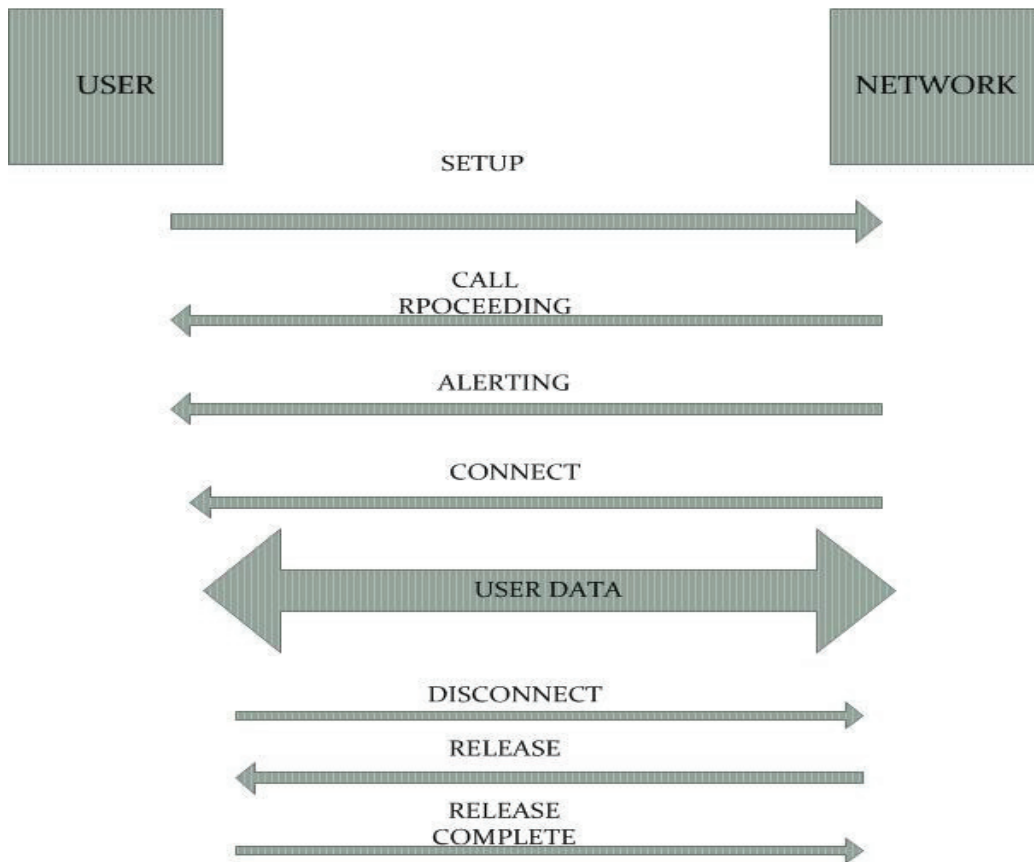 USER
NETWORK
SETUP
CALL
RPOCEEDING
ALERTING
CONNECT
USER DATA
DISCONNECT
RELEASE
RELEASE
COMPLETE